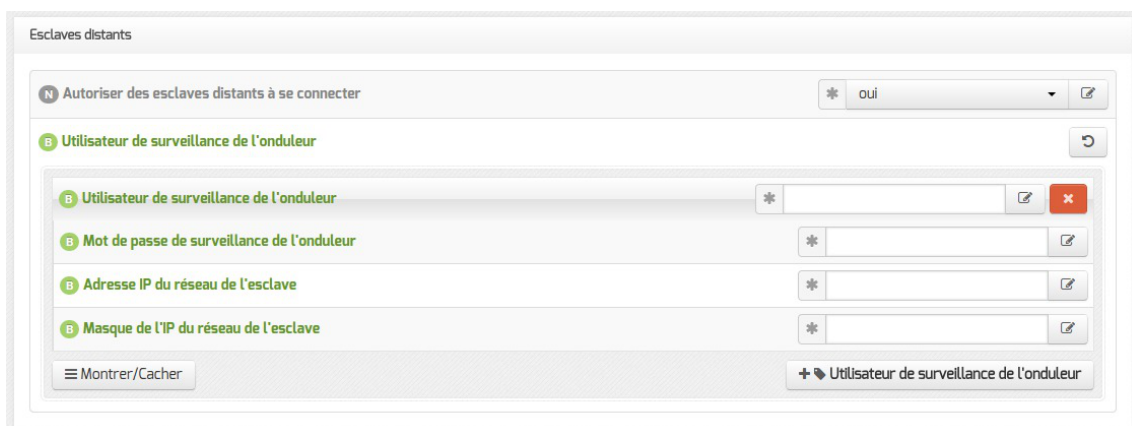 Esclaves distants
N Autoriser des esclaves distants à se connecter * oui
B Utilisateur de surveillance de l'onduleur
B Utilisateur de surveillance de l'onduleur *
B Mot de passe de surveillance de l'onduleur *
B Adresse IP du réseau de l'esclave *
B Masque de l'IP du réseau de l'esclave *
Montrer/Cacher + Utilisateur de surveillance de l'onduleur